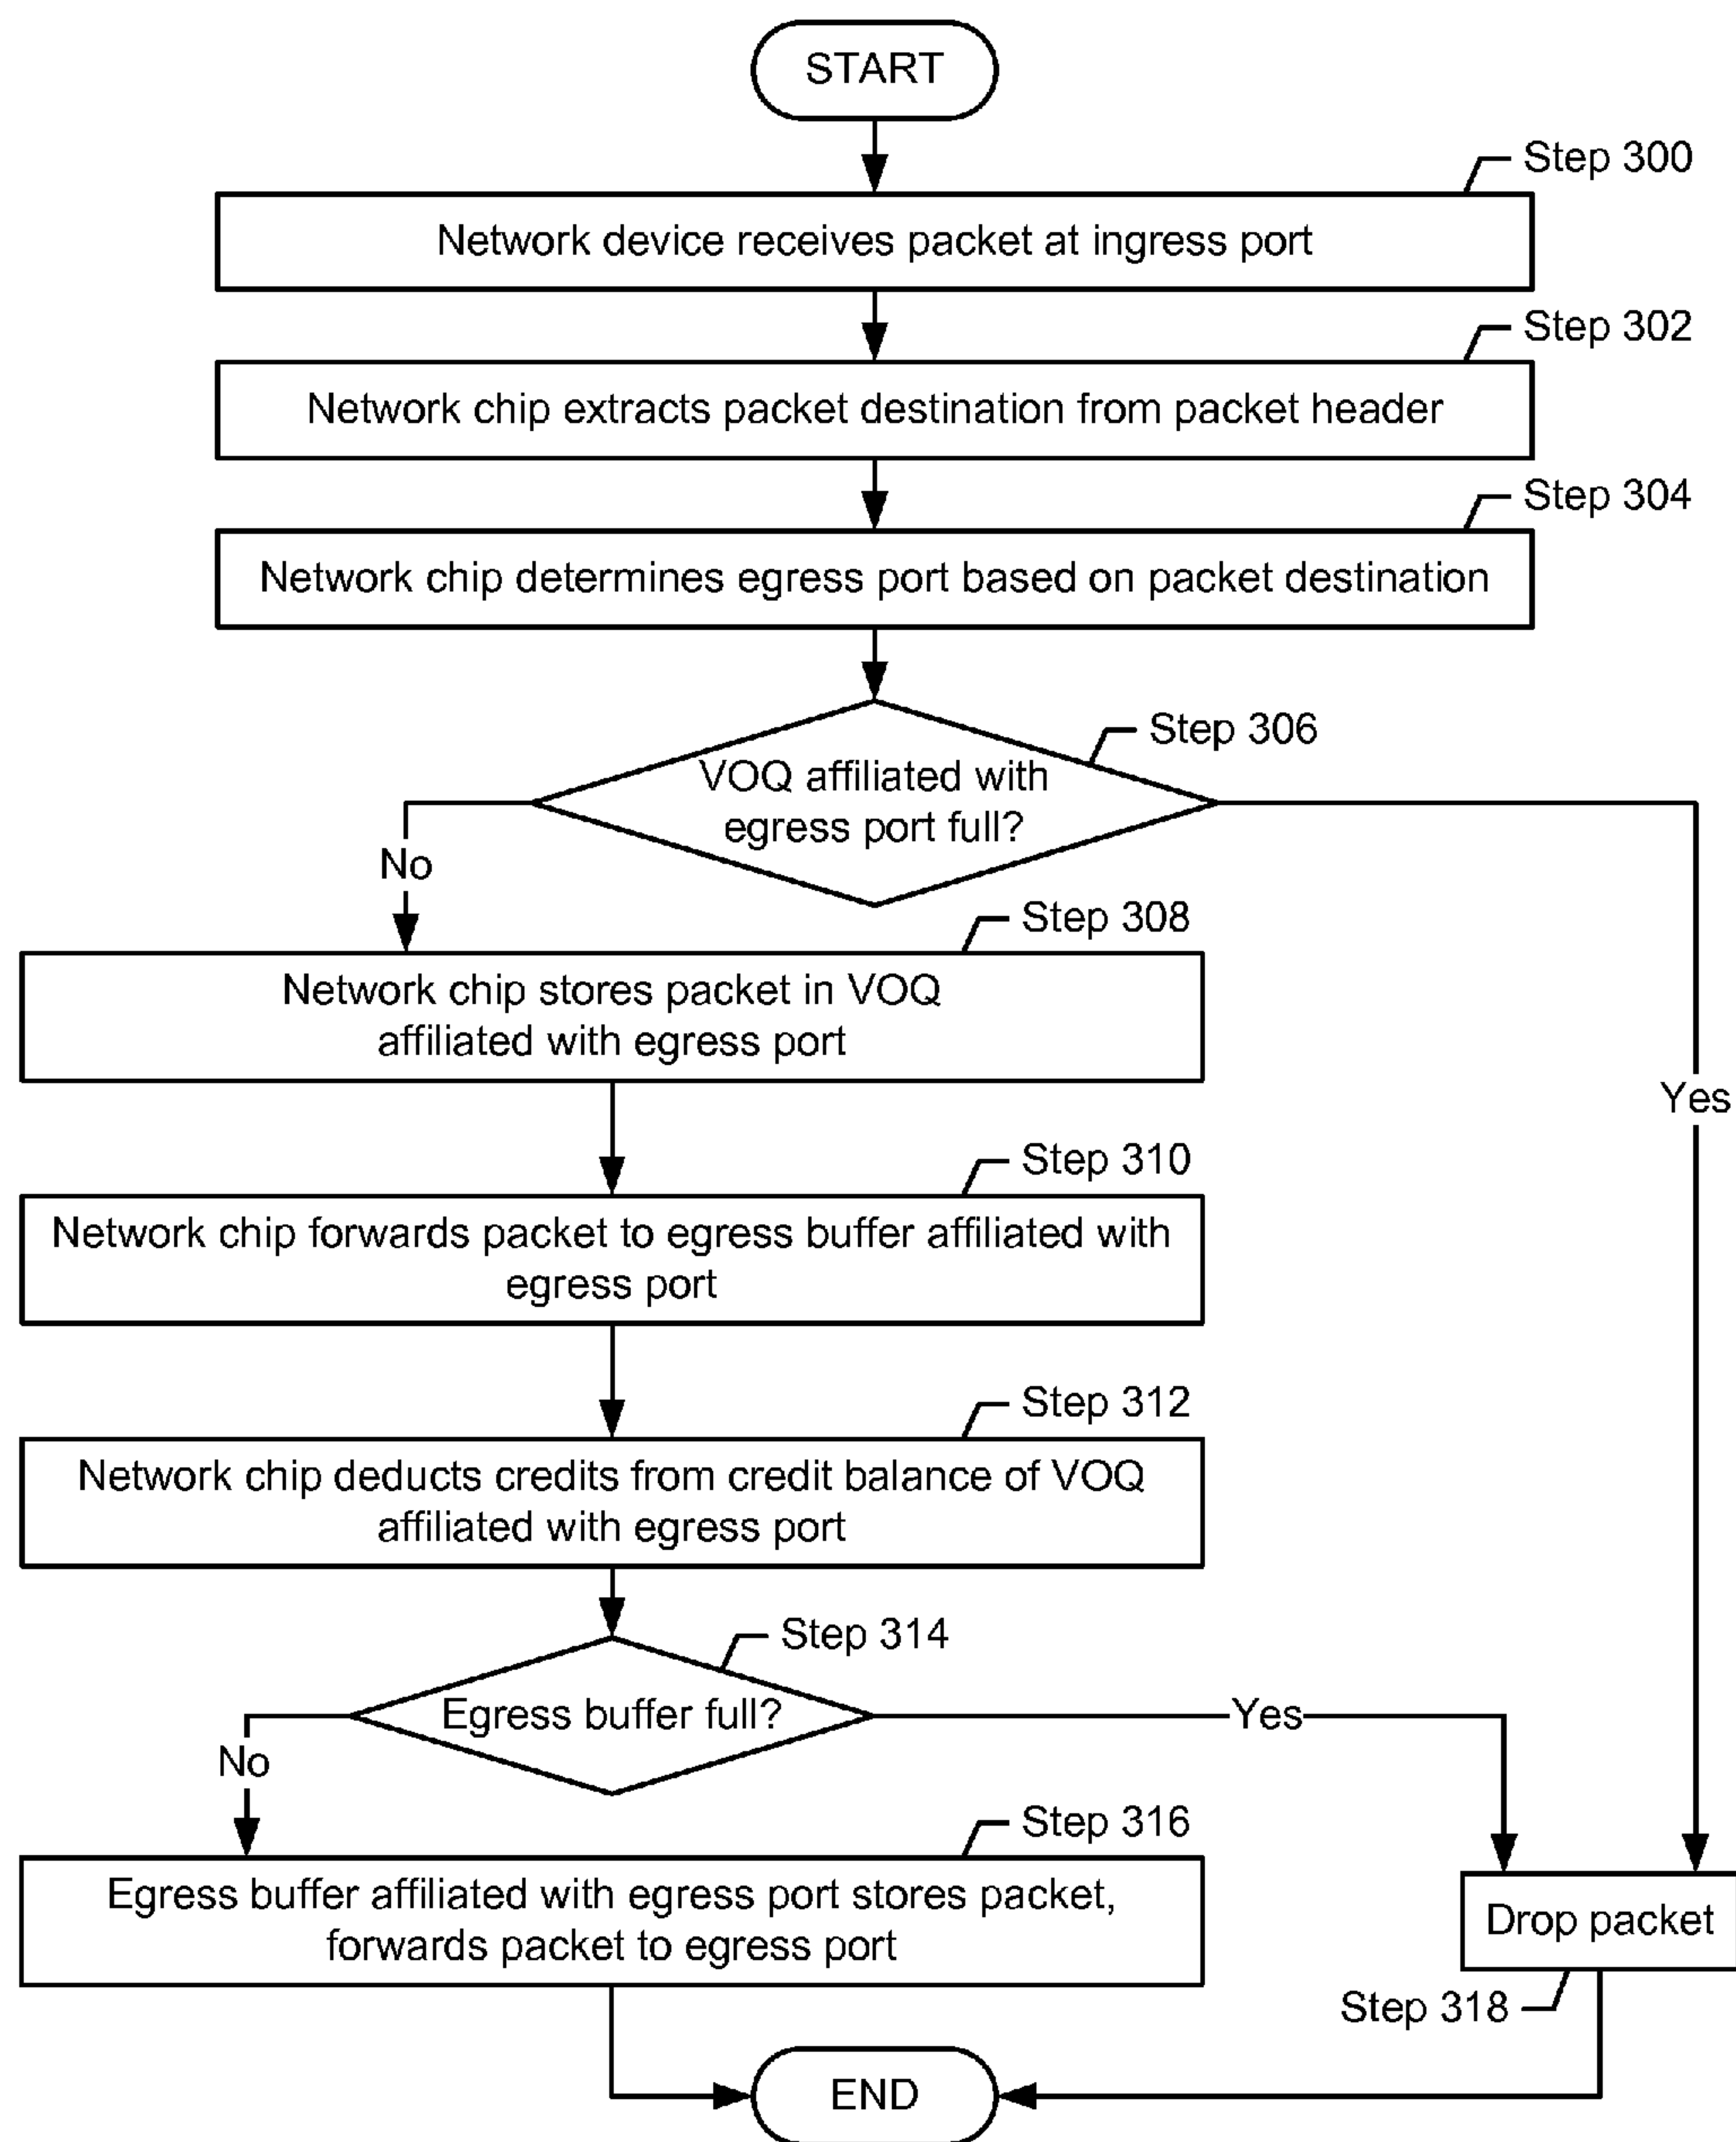 START
Step 300
Network device receives packet at ingress port
Step 302
Network chip extracts packet destination from packet header
Step 304
Network chip determines egress port based on packet destination
Step 306
VOQ affiliated with
egress port full?
No
Step 308
Network chip stores packet in VOQ
affiliated with egress port
Yes
Step 310
Network chip forwards packet to egress buffer affiliated with
egress port
Step 312
Network chip deducts credits from credit balance of VOQ
affiliated with egress port
Step 314
Egress buffer full?
Yes
No
Step 316
Egress buffer affiliated with egress port stores packet,
forwards packet to egress port
Drop packet
Step 318
END